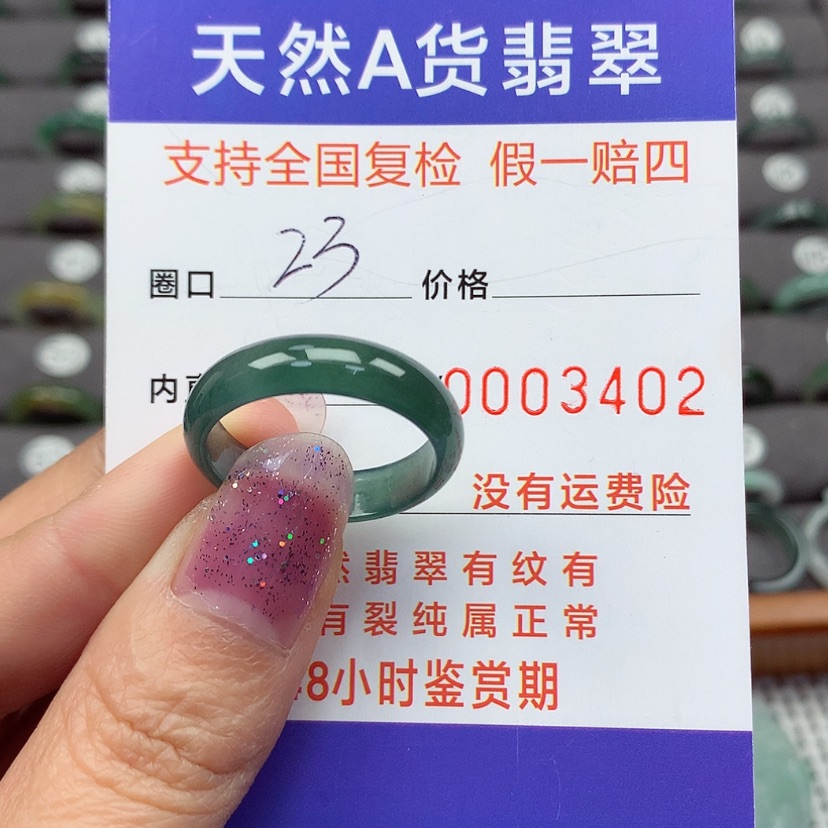 天然A货翡翠
支持全国复检 假一赔四
圈口 23 价格
内 0003402
没有运费险
然翡翠有纹有
有裂纯属正常
8小时鉴赏期